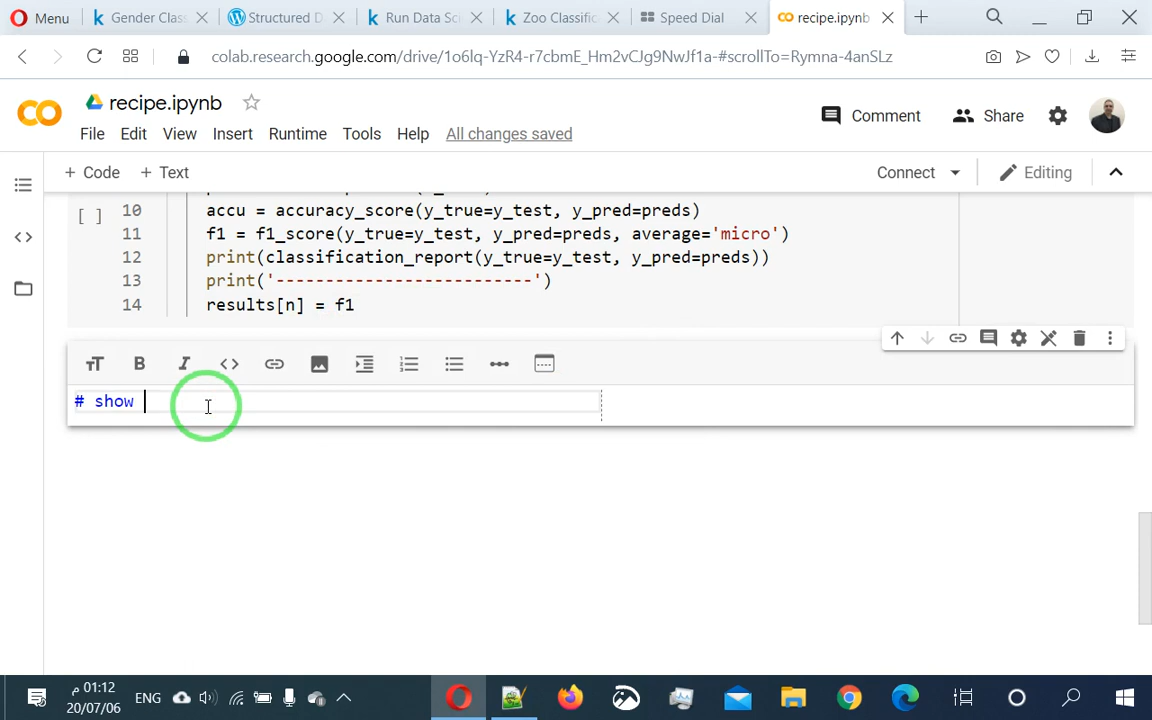 Menu
Gender Clas
Structured D
Run Data Sci
Zoo Classific
Speed Dial
recipe.ipynb
colab.research.google.com/drive/1o6lq-YzR4-r7cbmE_Hm2vCJg9NwJf1a-#scrollTo=Rymna-4anSLz
recipe.ipynb
Comment
Share
File Edit View Insert Runtime Tools Help All changes saved
+ Code + Text
Connect
Editing
[ ]
10 accu = accuracy_score(y_true=y_test, y_pred=preds)
11 f1 = f1_score(y_true=y_test, y_pred=preds, average='micro')
12 print(classification_report(y_true=y_test, y_pred=preds))
13 print('--------------------------')
14 results[n] = f1
# show
01:12 م
20/07/06
ENG